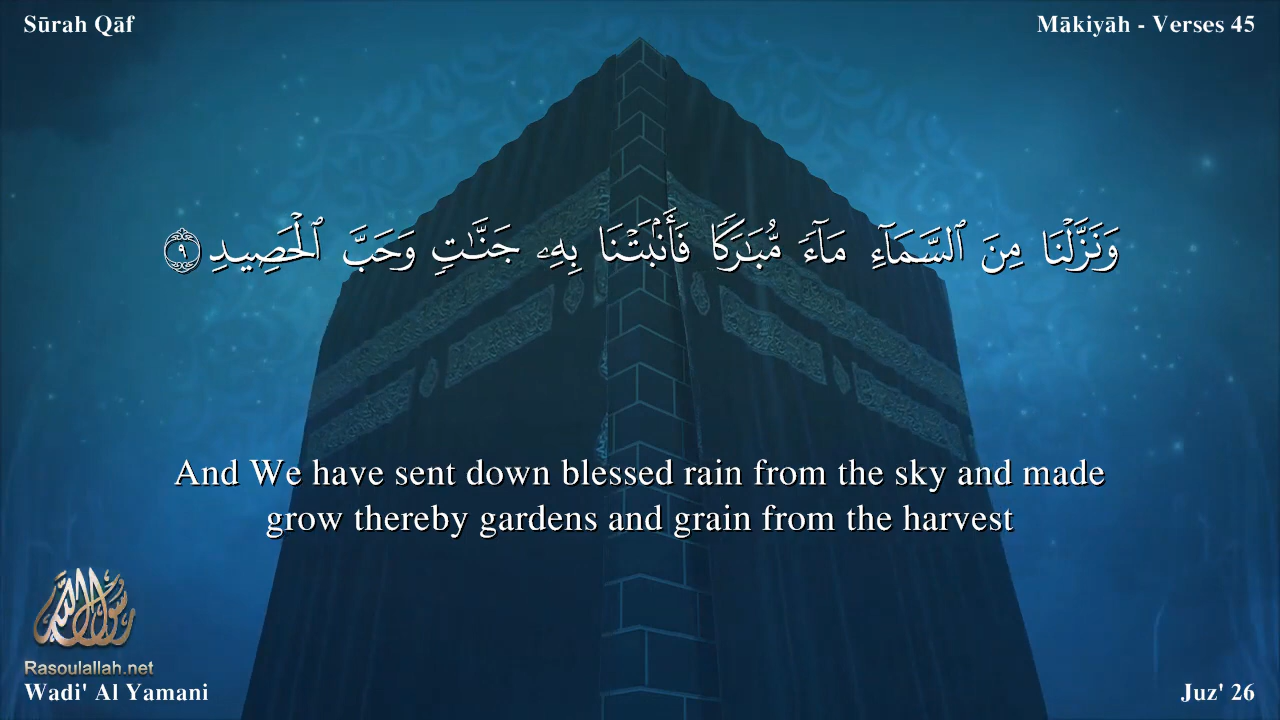 Sūrah Qāf
Mākiyāh - Verses 45
وَنَزَّلْنَا مِنَ ٱلسَّمَآءِ مَآءً مُّبَٰرَكًا فَأَنۢبَتْنَا بِهِۦ جَنَّٰتٍ وَحَبَّ ٱلْحَصِيدِ ٩
And We have sent down blessed rain from the sky and made
grow thereby gardens and grain from the harvest
رسول الله
Rasoulallah.net
Wadi' Al Yamani
Juz' 26